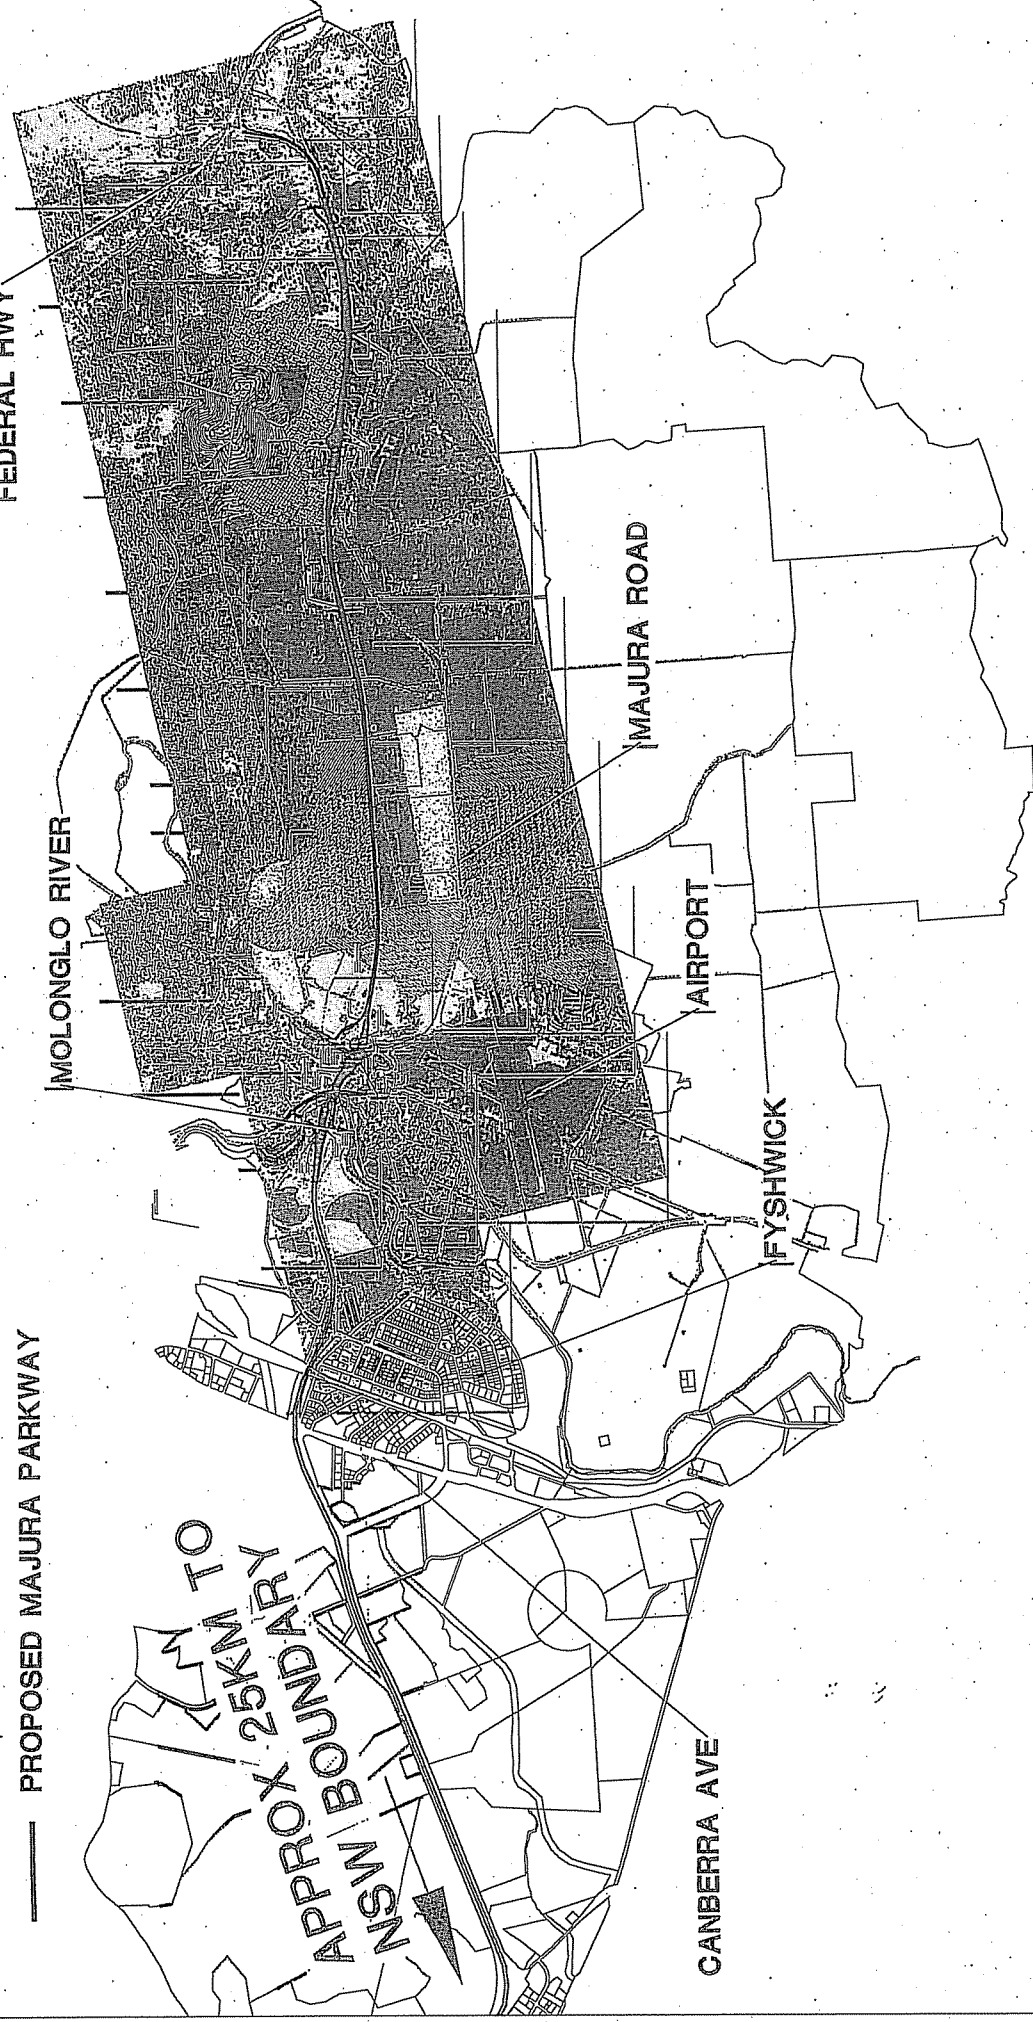 PROPOSED MAJURA PARKWAY
MOLONGLO RIVER
FEDERAL HWY
APPROX 25KM TO
NSW BOUNDARY
MAJURA ROAD
AIRPORT
FYSHWICK
CANBERRA AVE